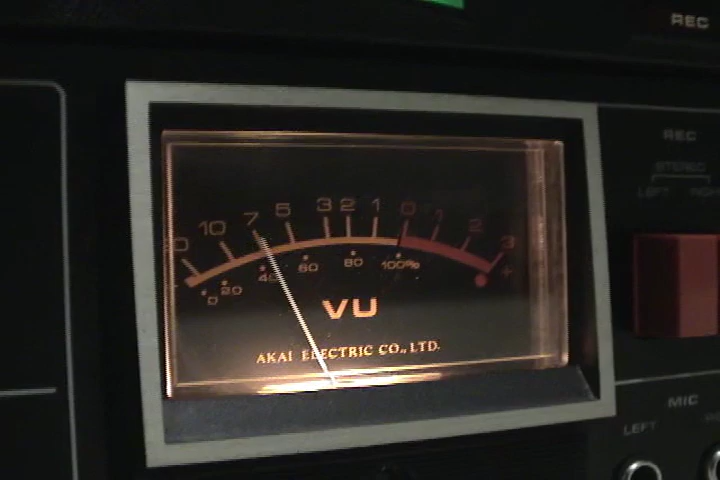 REC
REC
STEREO
LEFT RIGHT
20 10 7 5 3 2 1 0 1 2 3
- +
0 20 40 60 80 100%
VU
AKAI ELECTRIC CO., LTD.
MIC
LEFT